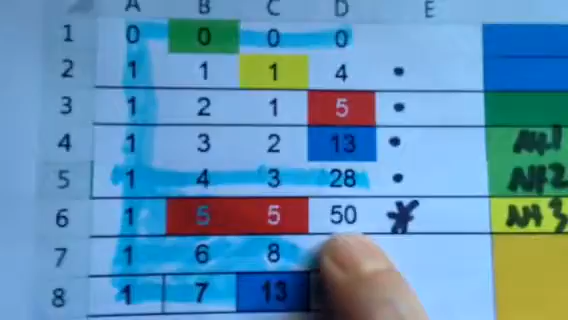 A B C D E
1 0 0 0 0
2 1 1 1 4 •
3 1 2 1 5 •
4 1 3 2 13 •
5 1 4 3 28 •
6 1 5 5 50 *
7 1 6 8
8 1 7 13